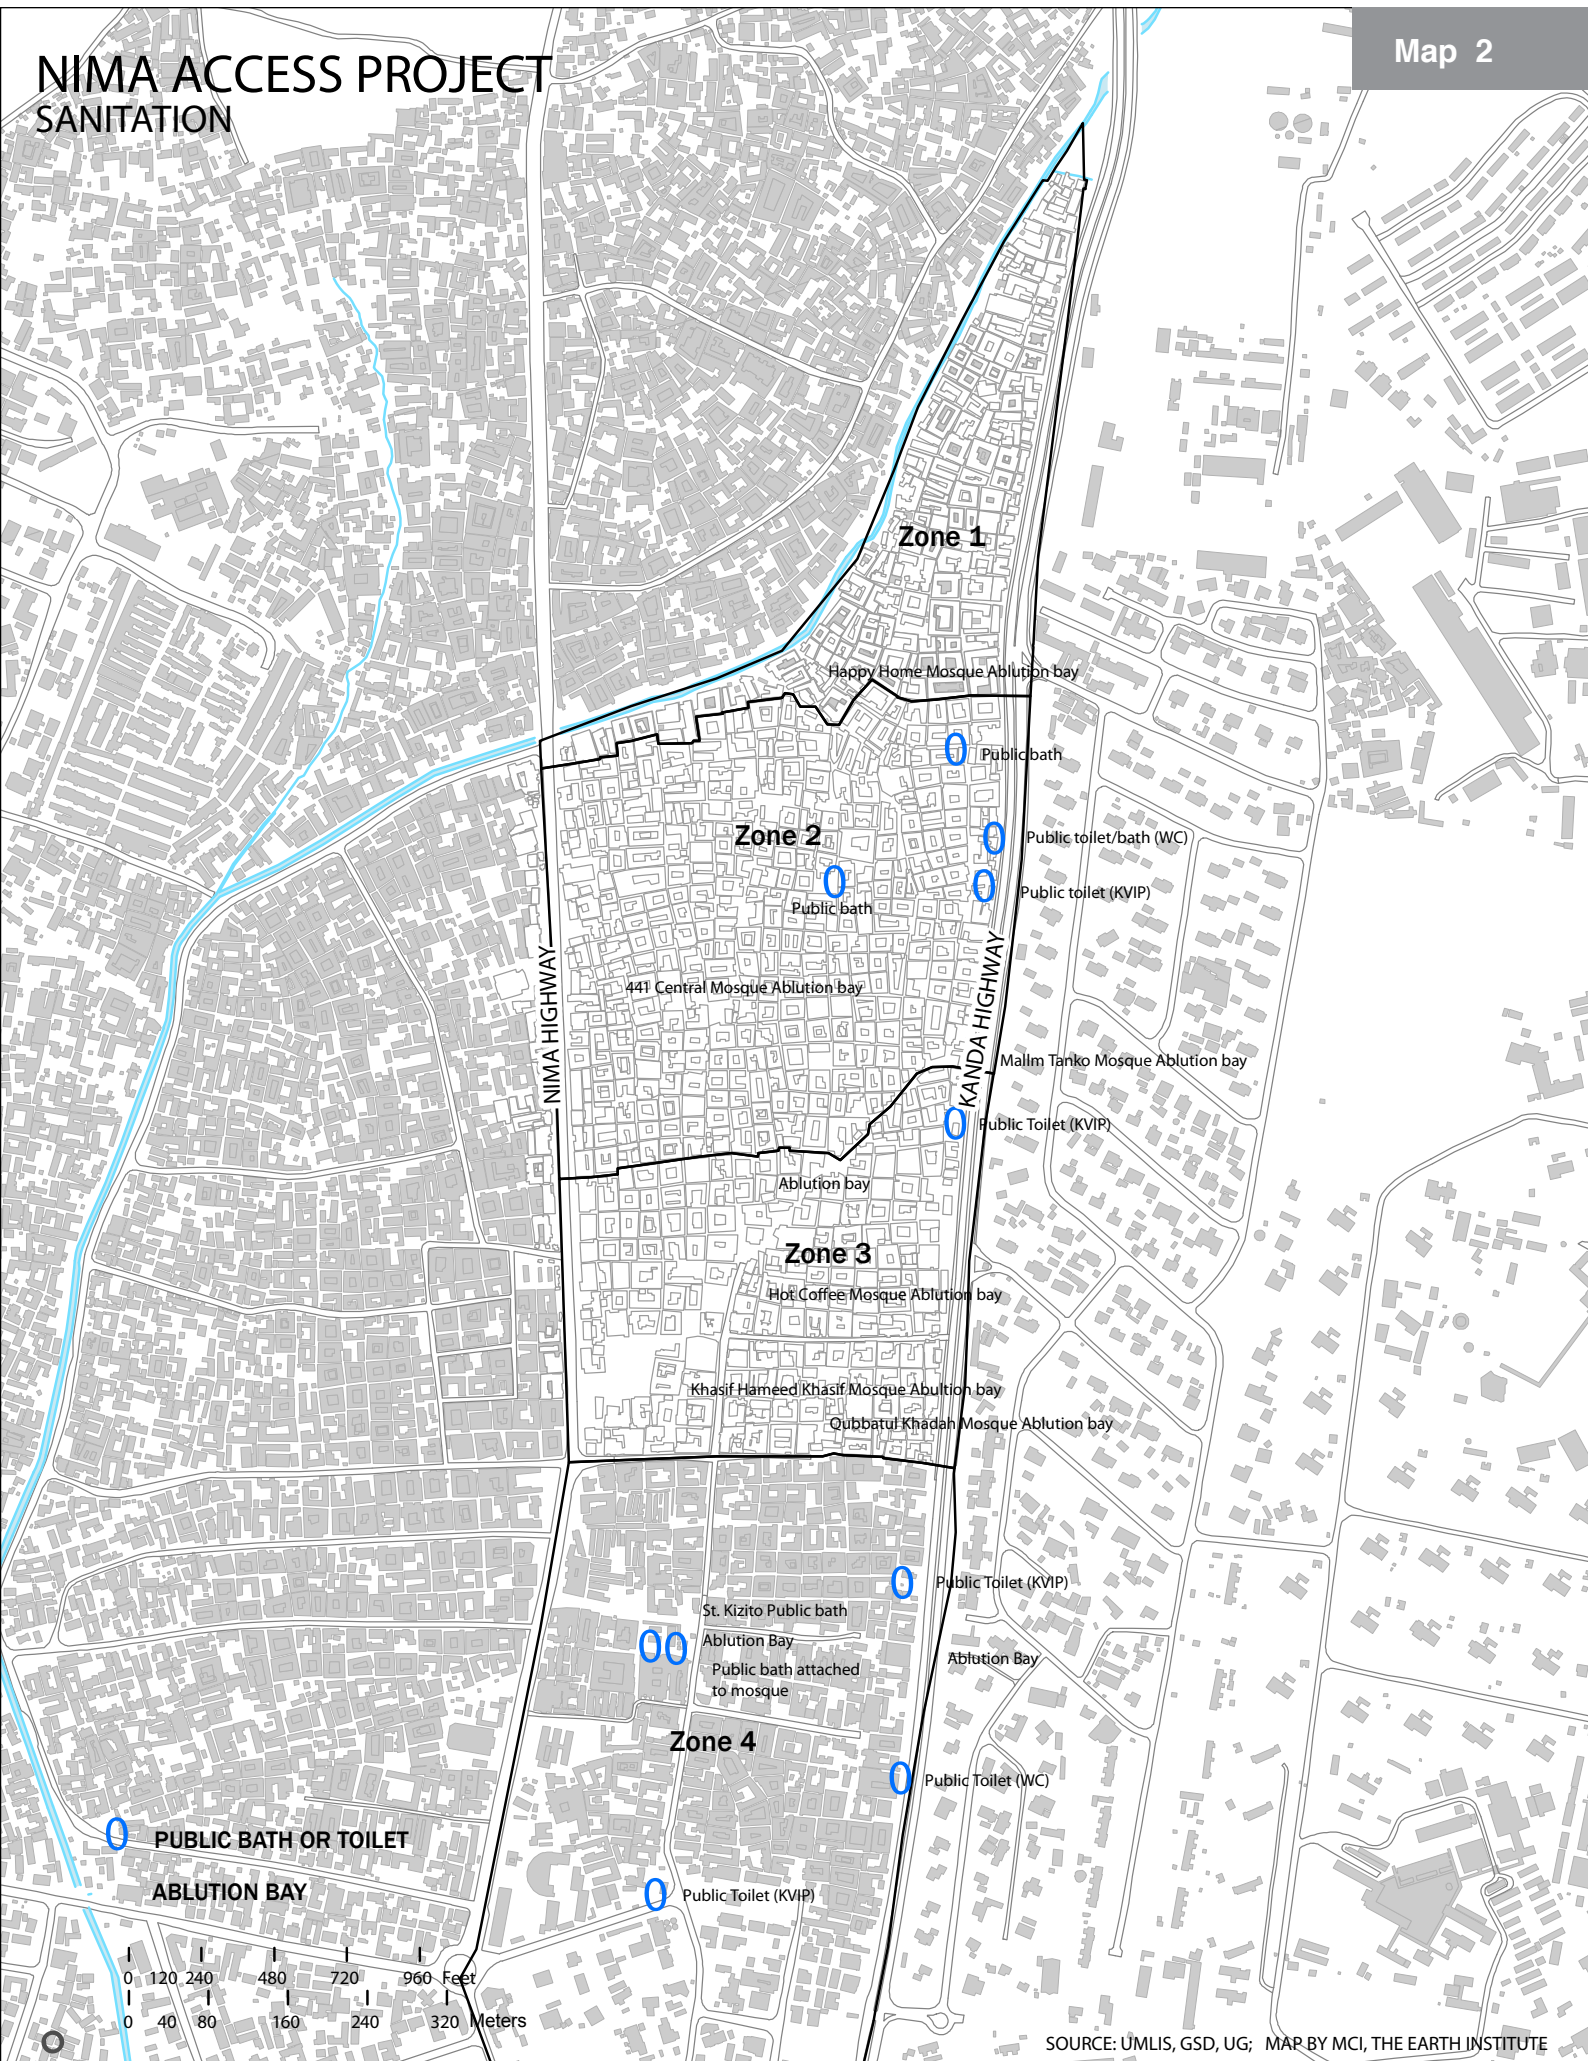 Map 2
NIMA ACCESS PROJECT
SANITATION
Zone 1
Happy Home Mosque Ablution bay
Public bath
Zone 2
Public toilet/bath (WC)
Public toilet (KVIP)
Public bath
NIMA HIGHWAY
KANDA HIGHWAY
441 Central Mosque Ablution bay
Mallm Tanko Mosque Ablution bay
Public Toilet (KVIP)
Ablution bay
Zone 3
Hot Coffee Mosque Ablution bay
Khasif Hameed Khasif Mosque Abultion bay
Qubbatul Khadah Mosque Ablution bay
Public Toilet (KVIP)
St. Kizito Public bath
Ablution Bay
Ablution Bay
Public bath attached
to mosque
Zone 4
Public Toilet (WC)
PUBLIC BATH OR TOILET
ABLUTION BAY
Public Toilet (KVIP)
0 120 240 480 720 960 Feet
0 40 80 160 240 320 Meters
SOURCE: UMLIS, GSD, UG; MAP BY MCI, THE EARTH INSTITUTE